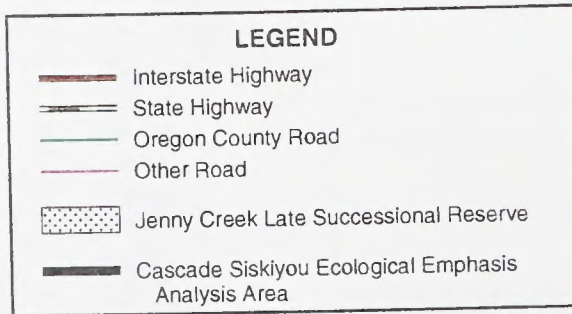 LEGEND
Interstate Highway
State Highway
Oregon County Road
Other Road
Jenny Creek Late Successional Reserve
Cascade Siskiyou Ecological Emphasis
Analysis Area